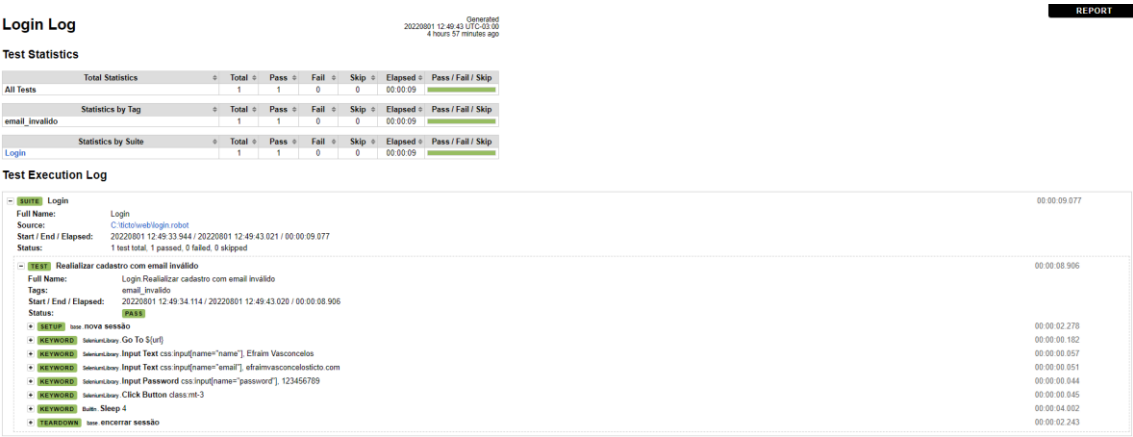 REPORT
Login Log
Generated
20220801 12:49:43 UTC-03:00
4 hours 57 minutes ago
Test Statistics
Total Statistics Total Pass Fail Skip Elapsed Pass / Fail / Skip
All Tests 1 1 0 0 00:00:09
Statistics by Tag Total Pass Fail Skip Elapsed Pass / Fail / Skip
email_invalido 1 1 0 0 00:00:09
Statistics by Suite Total Pass Fail Skip Elapsed Pass / Fail / Skip
Login 1 1 0 0 00:00:09
Test Execution Log
SUITE Login 00:00:09.077
Full Name: Login
Source: C:\ticto\web\login.robot
Start / End / Elapsed: 20220801 12:49:33.944 / 20220801 12:49:43.021 / 00:00:09.077
Status: 1 test total, 1 passed, 0 failed, 0 skipped
TEST Realializar cadastro com email inválido 00:00:08.906
Full Name: Login.Realializar cadastro com email inválido
Tags: email_invalido
Start / End / Elapsed: 20220801 12:49:34.114 / 20220801 12:49:43.020 / 00:00:08.906
Status: PASS
SETUP base.nova sessão 00:00:02.278
KEYWORD SeleniumLibrary.Go To ${url} 00:00:00.182
KEYWORD SeleniumLibrary.Input Text css:input[name="name"], Efraim Vasconcelos 00:00:00.057
KEYWORD SeleniumLibrary.Input Text css:input[name="email"], efraimvasconcelosticto.com 00:00:00.051
KEYWORD SeleniumLibrary.Input Password css:input[name="password"], 123456789 00:00:00.044
KEYWORD SeleniumLibrary.Click Button class:mt-3 00:00:00.045
KEYWORD BuiltIn.Sleep 4 00:00:04.002
TEARDOWN base.encerrar sessão 00:00:02.243